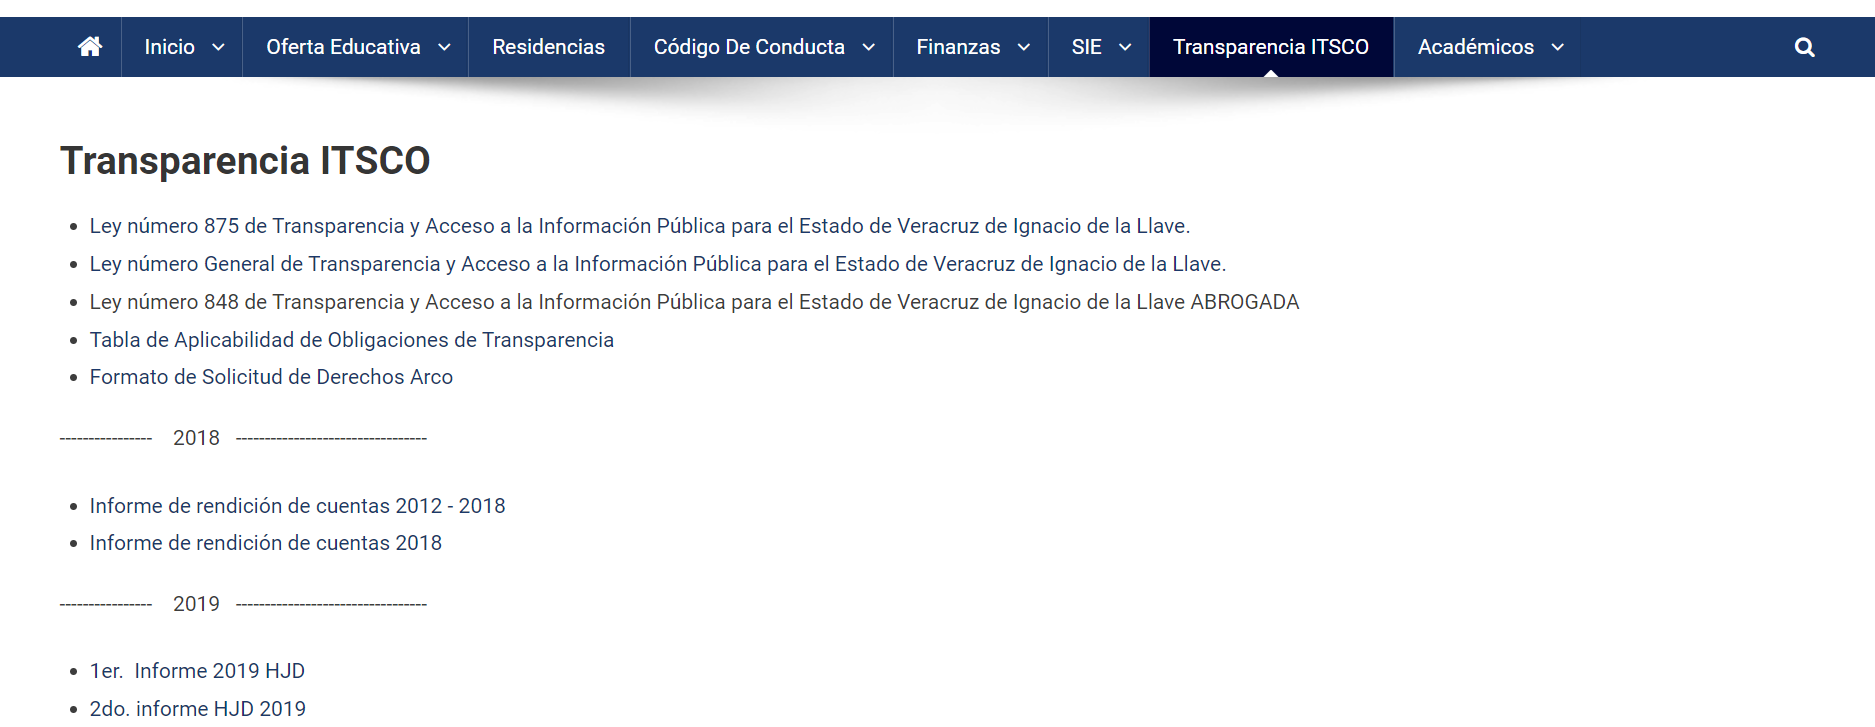 Inicio Oferta Educativa Residencias Código De Conducta Finanzas SIE Transparencia ITSCO Académicos
Transparencia ITSCO
Ley número 875 de Transparencia y Acceso a la Información Pública para el Estado de Veracruz de Ignacio de la Llave.
Ley número General de Transparencia y Acceso a la Información Pública para el Estado de Veracruz de Ignacio de la Llave.
Ley número 848 de Transparencia y Acceso a la Información Pública para el Estado de Veracruz de Ignacio de la Llave ABROGADA
Tabla de Aplicabilidad de Obligaciones de Transparencia
Formato de Solicitud de Derechos Arco
---------------- 2018 ---------------------------------
Informe de rendición de cuentas 2012 - 2018
Informe de rendición de cuentas 2018
---------------- 2019 ---------------------------------
1er. Informe 2019 HJD
2do. informe HJD 2019